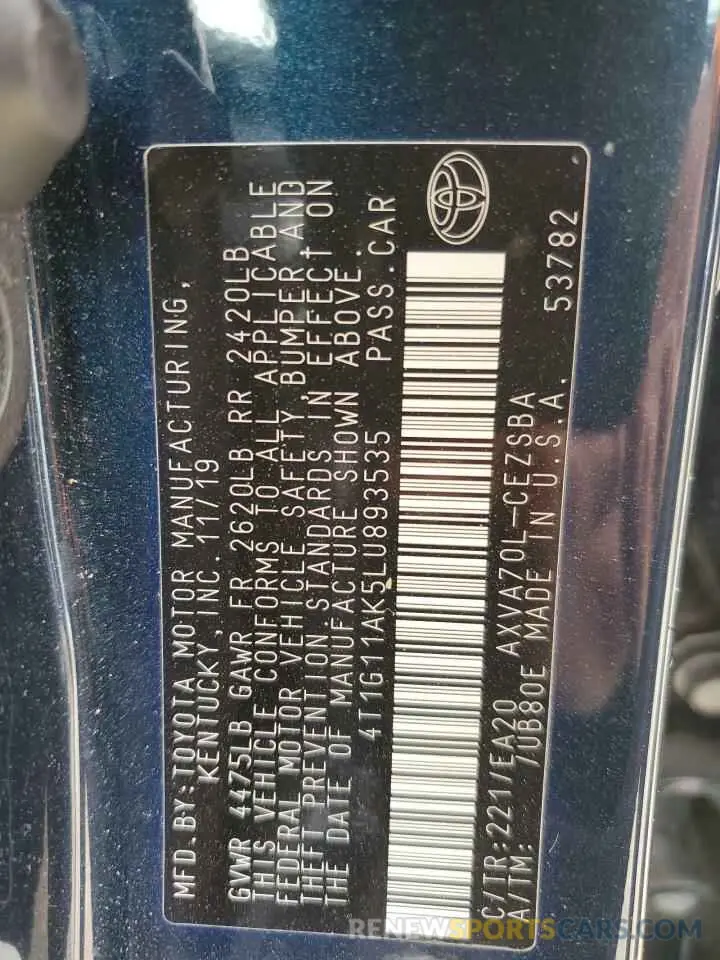 MFD. BY: TOYOTA MOTOR MANUFACTURING,
KENTUCKY, INC. 11/19
GVWR 4475LB GAWR FR 2620LB RR 2420LB
THIS VEHICLE CONFORMS TO ALL APPLICABLE
FEDERAL MOTOR VEHICLE SAFETY, BUMPER, AND
THEFT PREVENTION STANDARDS IN EFFECT ON
THE DATE OF MANUFACTURE SHOWN ABOVE.
4T1G11AK5LU893535 PASS. CAR
C/TR: 221/EA20 AXVA70L-CEZSBA
A/TM: /UB80E MADE IN U.S.A. 53782
RENEWSPORTCARS.COM